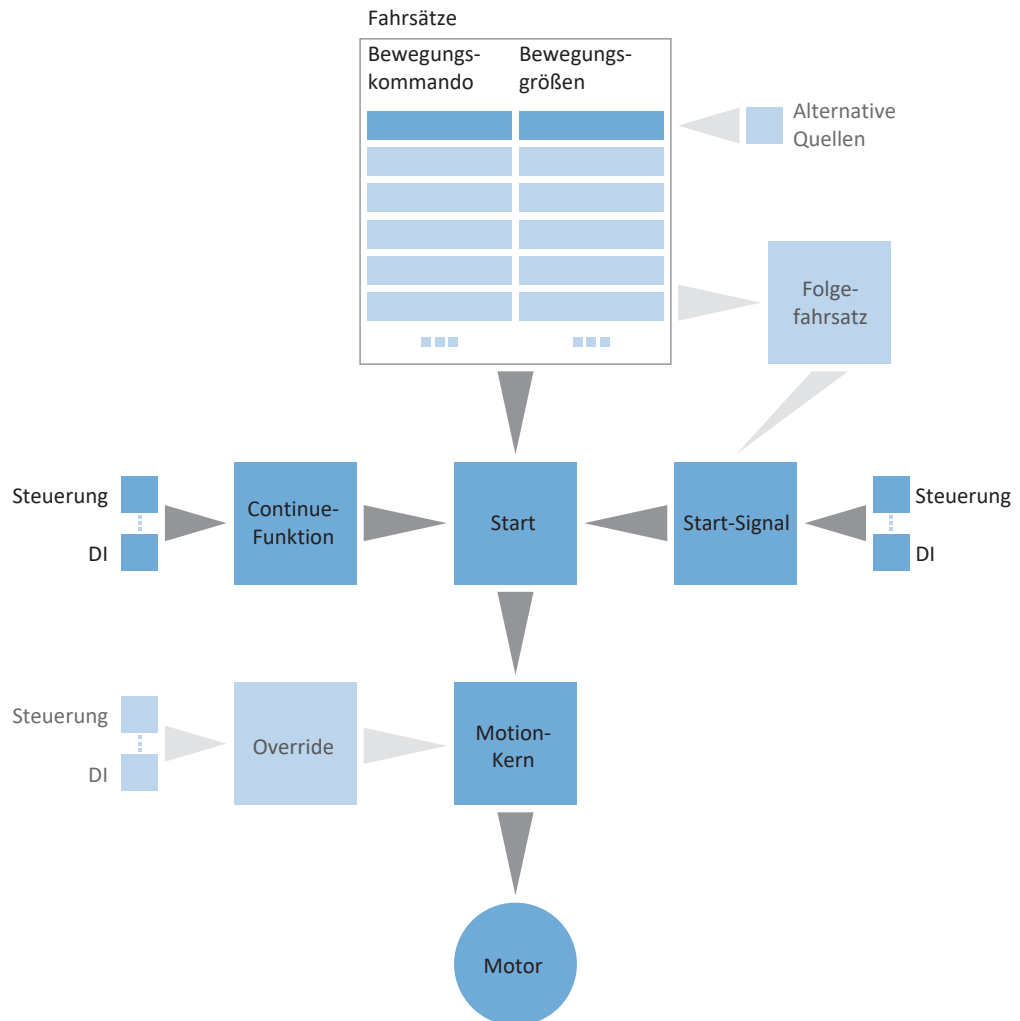 Fahrsätze
Bewegungs-
kommando
Bewegungs-
größen
Alternative
Quellen
Folge-
fahrsatz
Steuerung
DI
Continue-
Funktion
Start
Start-Signal
Steuerung
DI
Steuerung
DI
Override
Motion-
Kern
Motor